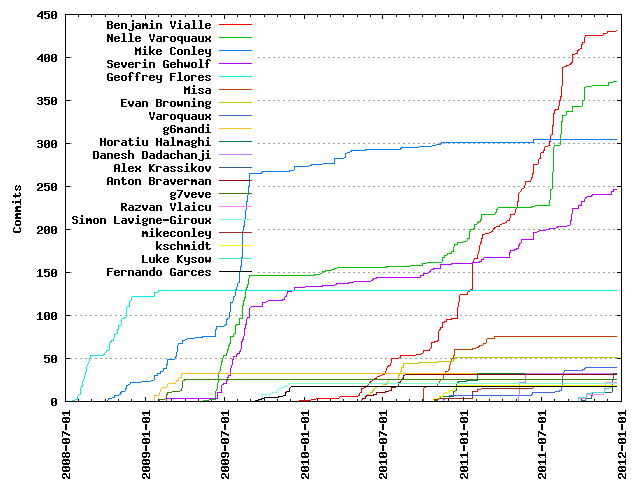 450
400
350
300
250
200
150
100
50
0
Commits
Benjamin Vialle
Nelle Varoquaux
Mike Conley
Severin Gehwolf
Geoffrey Flores
Misa
Evan Browning
Varoquaux
g6mandi
Horatiu Halmaghi
Danesh Dadachanji
Alex Krassikov
Anton Braverman
g7veve
Razvan Vlaicu
Simon Lavigne-Giroux
mikeconley
kschmidt
Luke Kysow
Fernando Garces
2008-07-01
2009-01-01
2009-07-01
2010-01-01
2010-07-01
2011-01-01
2011-07-01
2012-01-01